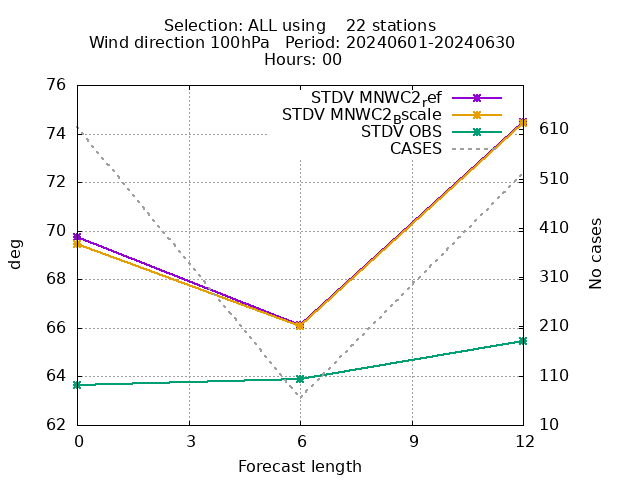 Selection: ALL using    22 stations
Wind direction 100hPa   Period: 20240601-20240630
Hours: 00
STDV MNWC2ref
STDV MNWC2Bscale
STDV OBS
CASES
76
74
72
70
68
66
64
62
deg
610
510
410
310
210
110
10
No cases
0
3
6
9
12
Forecast length